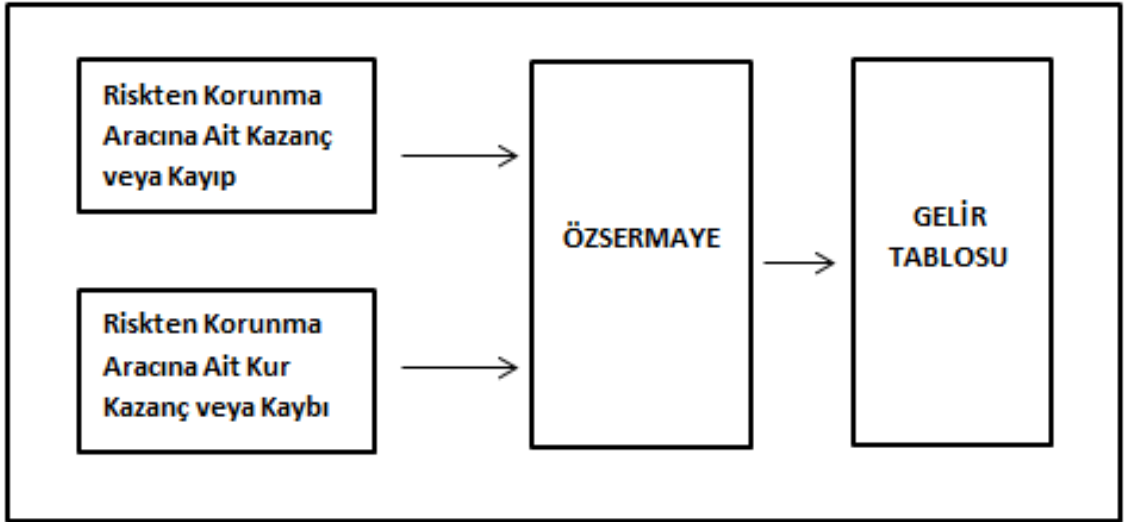 Riskten Korunma
Aracına Ait Kazanç
veya Kayıp
Riskten Korunma
Aracına Ait Kur
Kazanç veya Kaybı
ÖZSERMAYE
GELİR
TABLOSU